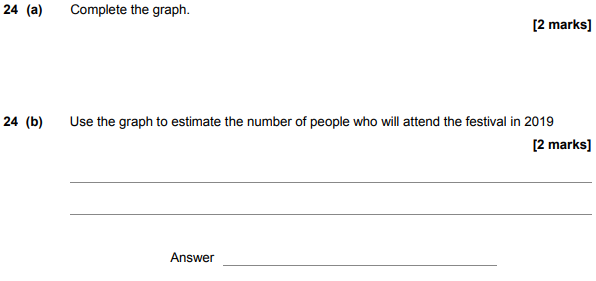 24 (a) Complete the graph.
[2 marks]
24 (b) Use the graph to estimate the number of people who will attend the festival in 2019
[2 marks]
Answer